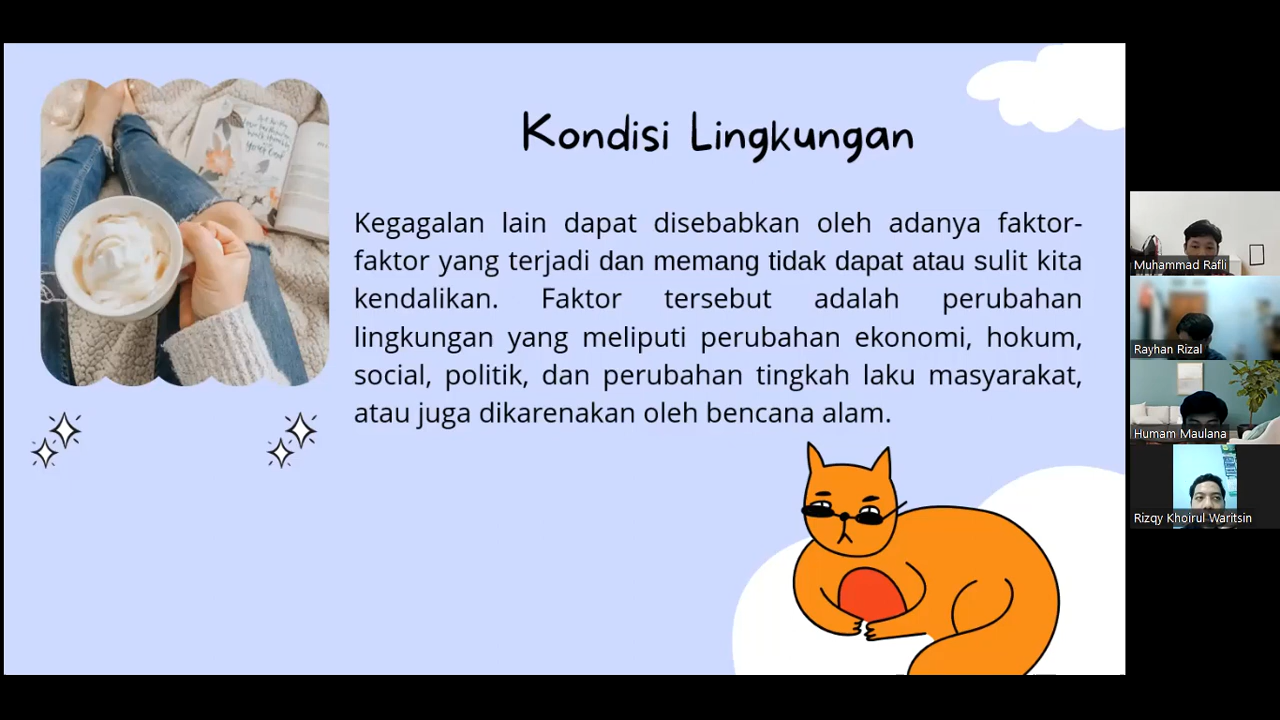 Kondisi Lingkungan
Kegagalan lain dapat disebabkan oleh adanya faktor-
faktor yang terjadi dan memang tidak dapat atau sulit kita
kendalikan. Faktor tersebut adalah perubahan
lingkungan yang meliputi perubahan ekonomi, hokum,
social, politik, dan perubahan tingkah laku masyarakat,
atau juga dikarenakan oleh bencana alam.
Muhammad Rafli
Rayhan Rizal
Humam Maulana
Rizqy Khoirul Waritsin